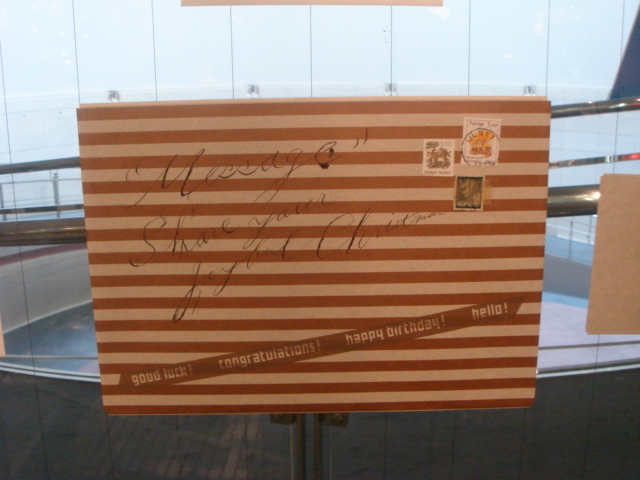 "Message"
Share Your
Joyful Christmas
good luck! congratulations! happy birthday! hello!